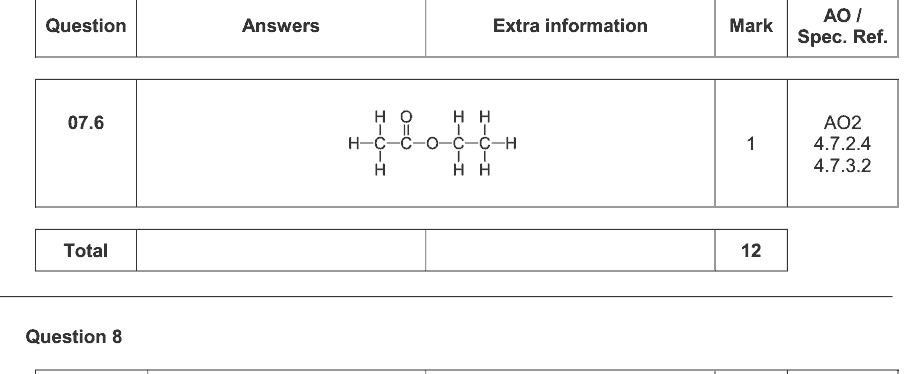 Question Answers Extra information Mark AO /
Spec. Ref.
07.6
H O H H
H–C–C–O–C–C–H
H H H
1
AO2
4.7.2.4
4.7.3.2
Total 12
Question 8